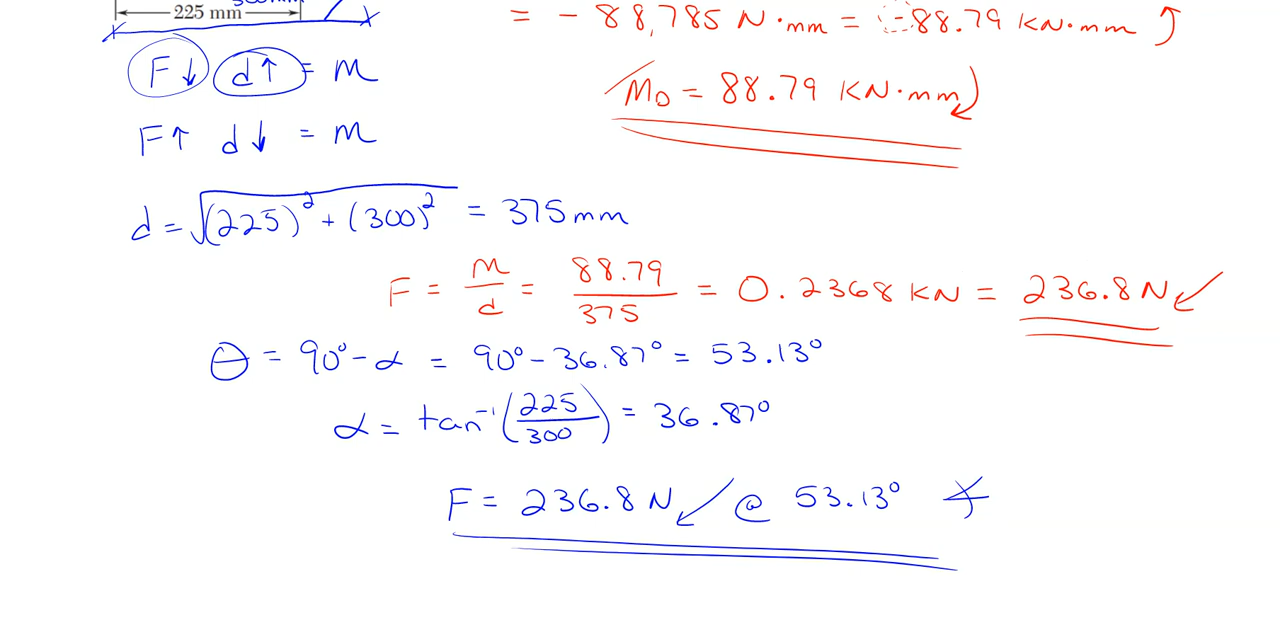 225 mm
= - 88,785 N·mm = -88.79 KN·mm
F↓ d↑ = M
MD = 88.79 KN·mm
F↑ d↓ = M
d = √(225)² + (300)² = 375 mm
F = M/d = 88.79/375 = 0.2368 KN = 236.8 N
θ = 90° - α = 90° - 36.87° = 53.13°
α = tan⁻¹(225/300) = 36.87°
F = 236.8 N @ 53.13°